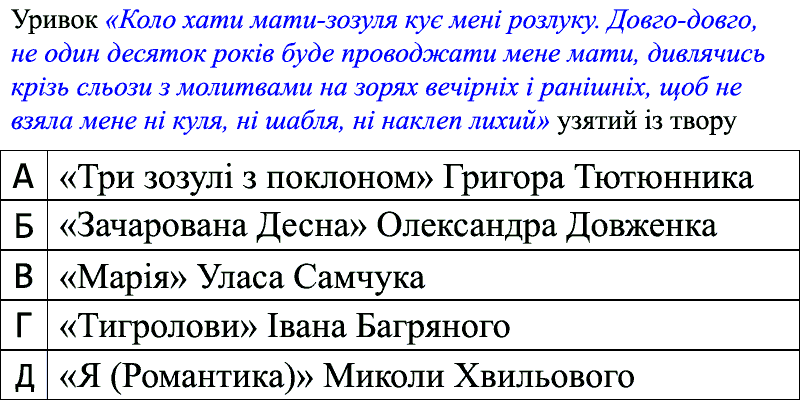 Уривок «Коло хати мати-зозуля кує мені розлуку. Довго-довго,
не один десяток років буде проводжати мене мати, дивлячись
крізь сльози з молитвами на зорях вечірніх і ранішніх, щоб не
взяла мене ні куля, ні шабля, ні наклеп лихий» узятий із твору
А «Три зозулі з поклоном» Григора Тютюнника
Б «Зачарована Десна» Олександра Довженка
В «Марія» Уласа Самчука
Г «Тигролови» Івана Багряного
Д «Я (Романтика)» Миколи Хвильового